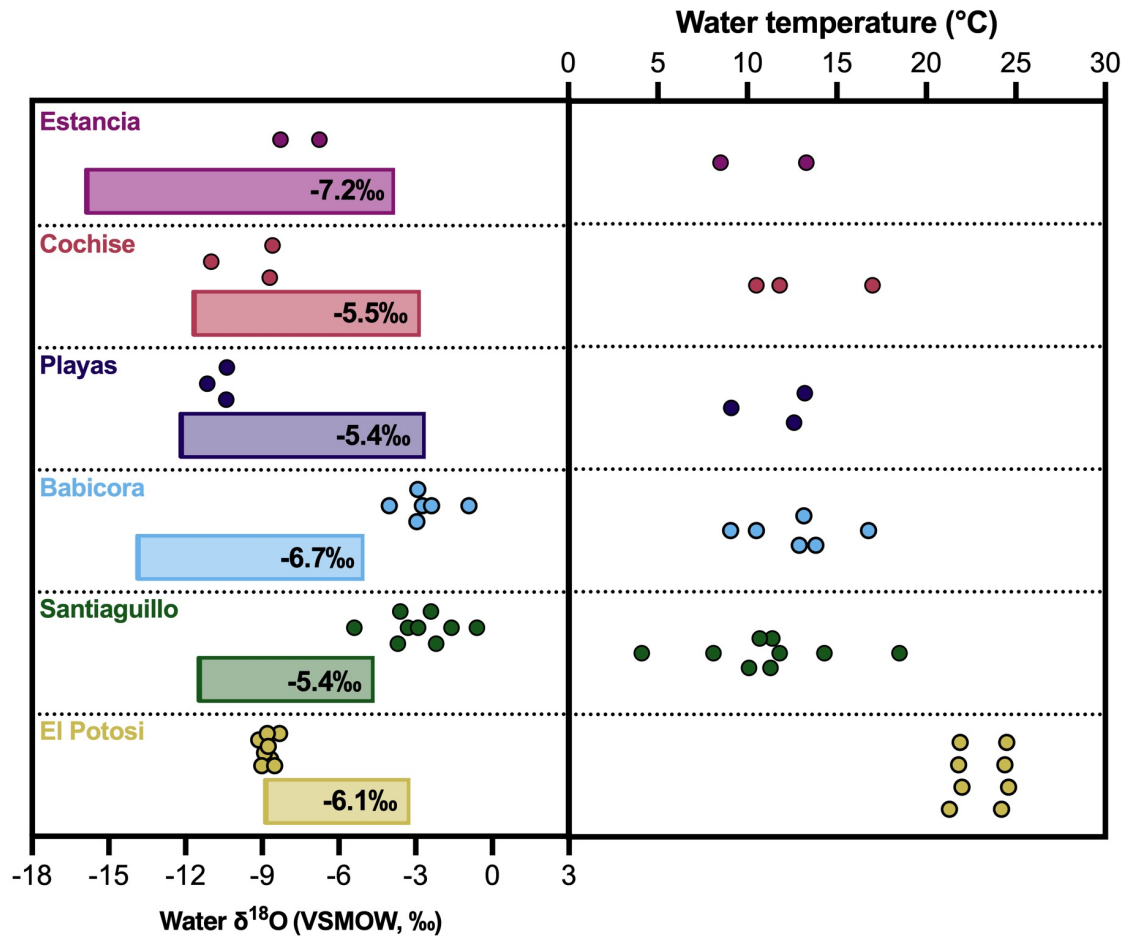 Water temperature (°C)
0 5 10 15 20 25 30
Estancia
-7.2‰
Cochise
-5.5‰
Playas
-5.4‰
Babicora
-6.7‰
Santiaguillo
-5.4‰
El Potosi
-6.1‰
-18 -15 -12 -9 -6 -3 0 3
Water δ¹⁸O (VSMOW, ‰)